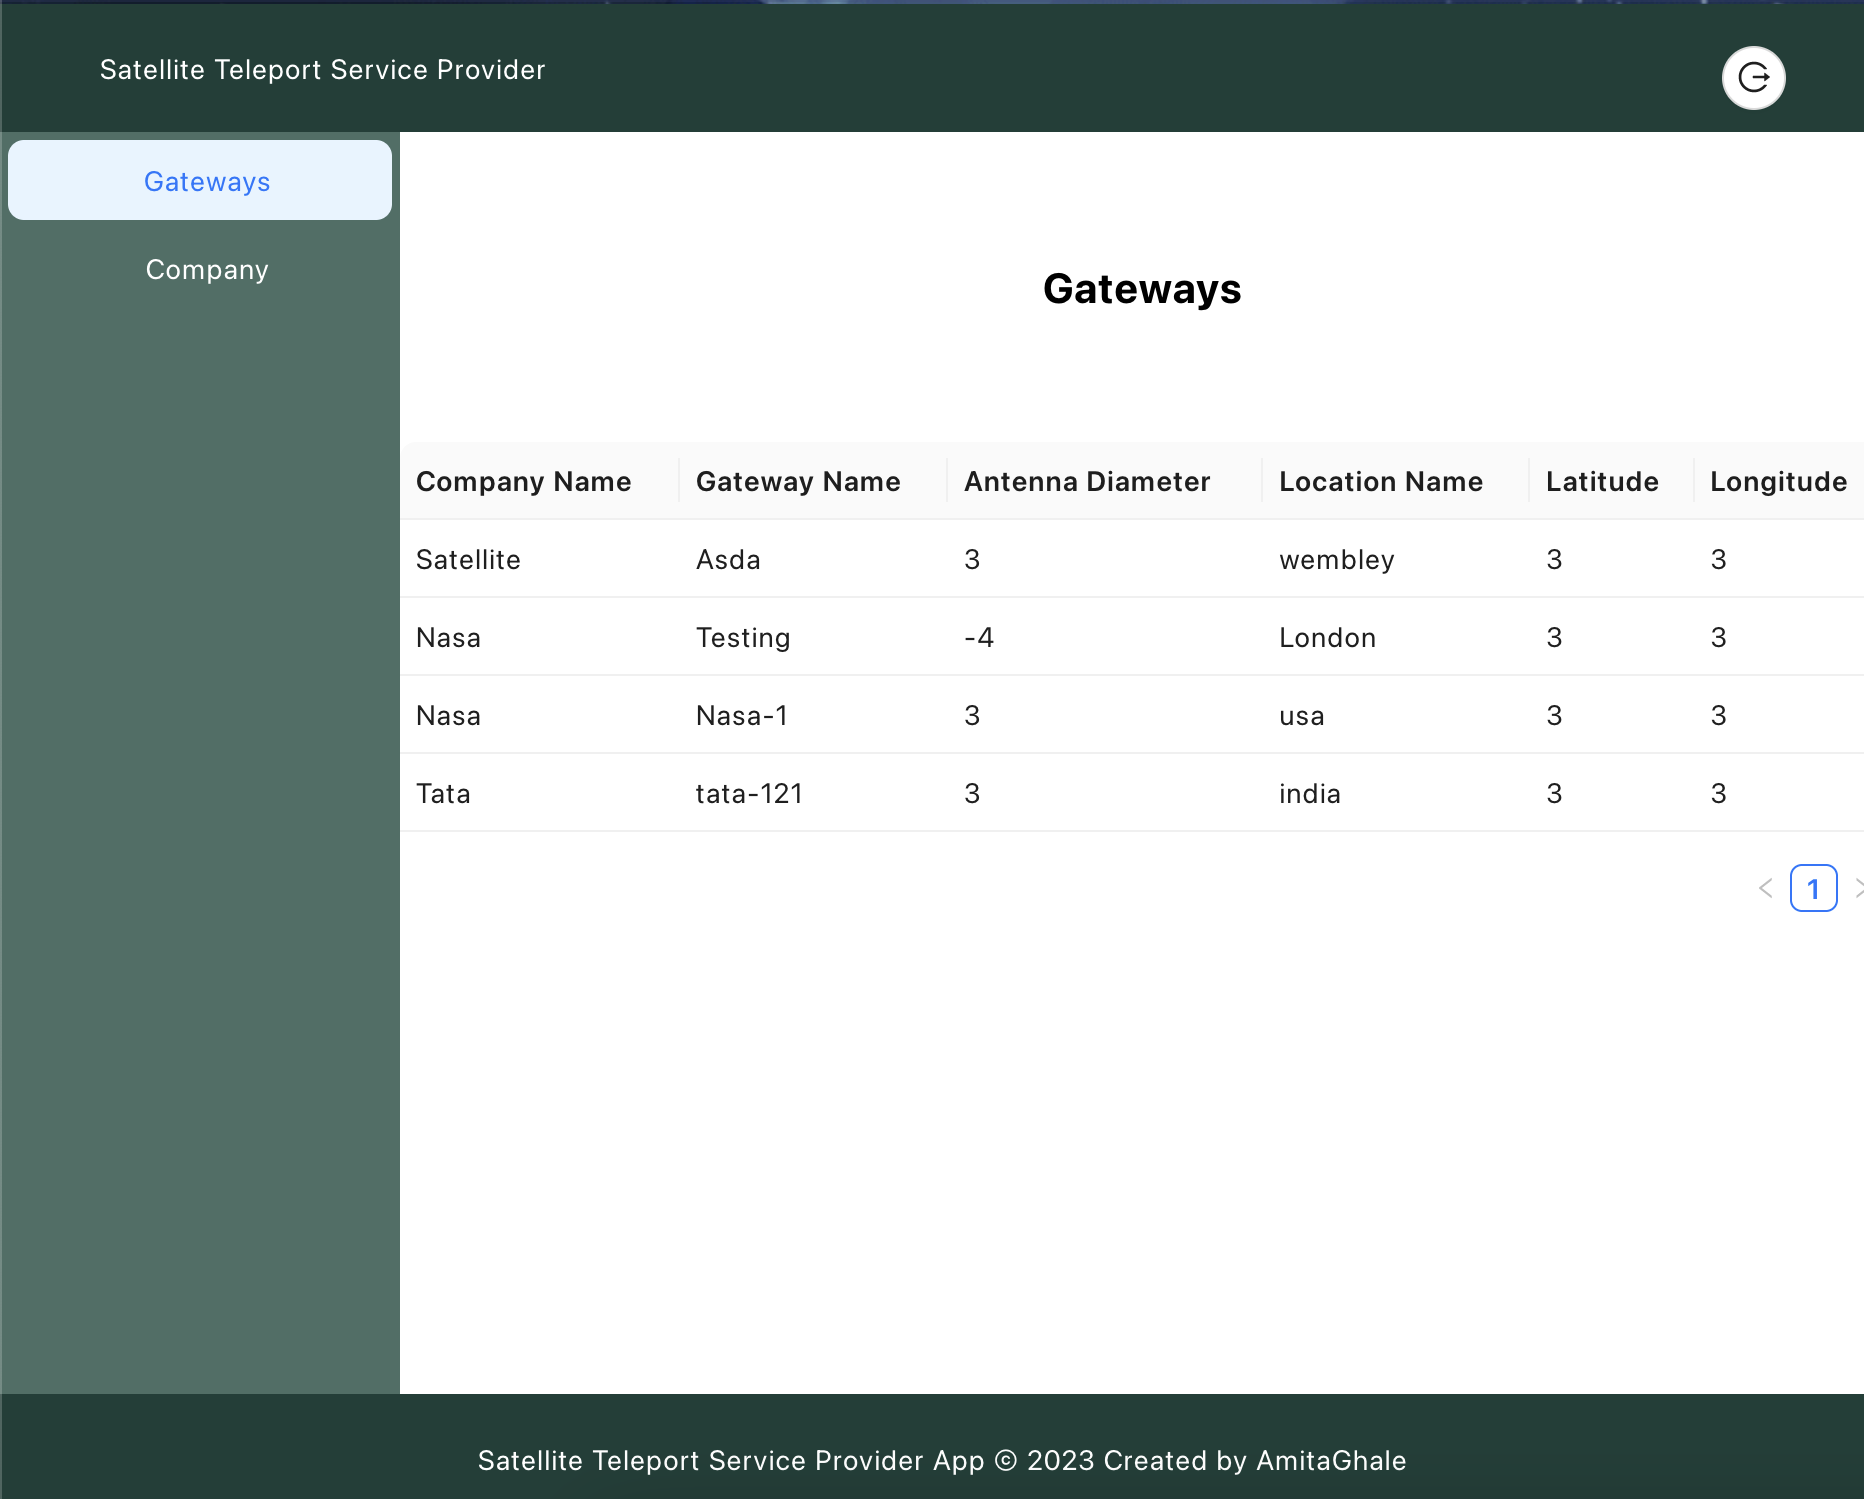 Satellite Teleport Service Provider
Gateways
Company
Gateways
Company Name Gateway Name Antenna Diameter Location Name Latitude Longitude
Satellite Asda 3 wembley 3 3
Nasa Testing -4 London 3 3
Nasa Nasa-1 3 usa 3 3
Tata tata-121 3 india 3 3
1
Satellite Teleport Service Provider App © 2023 Created by AmitaGhale